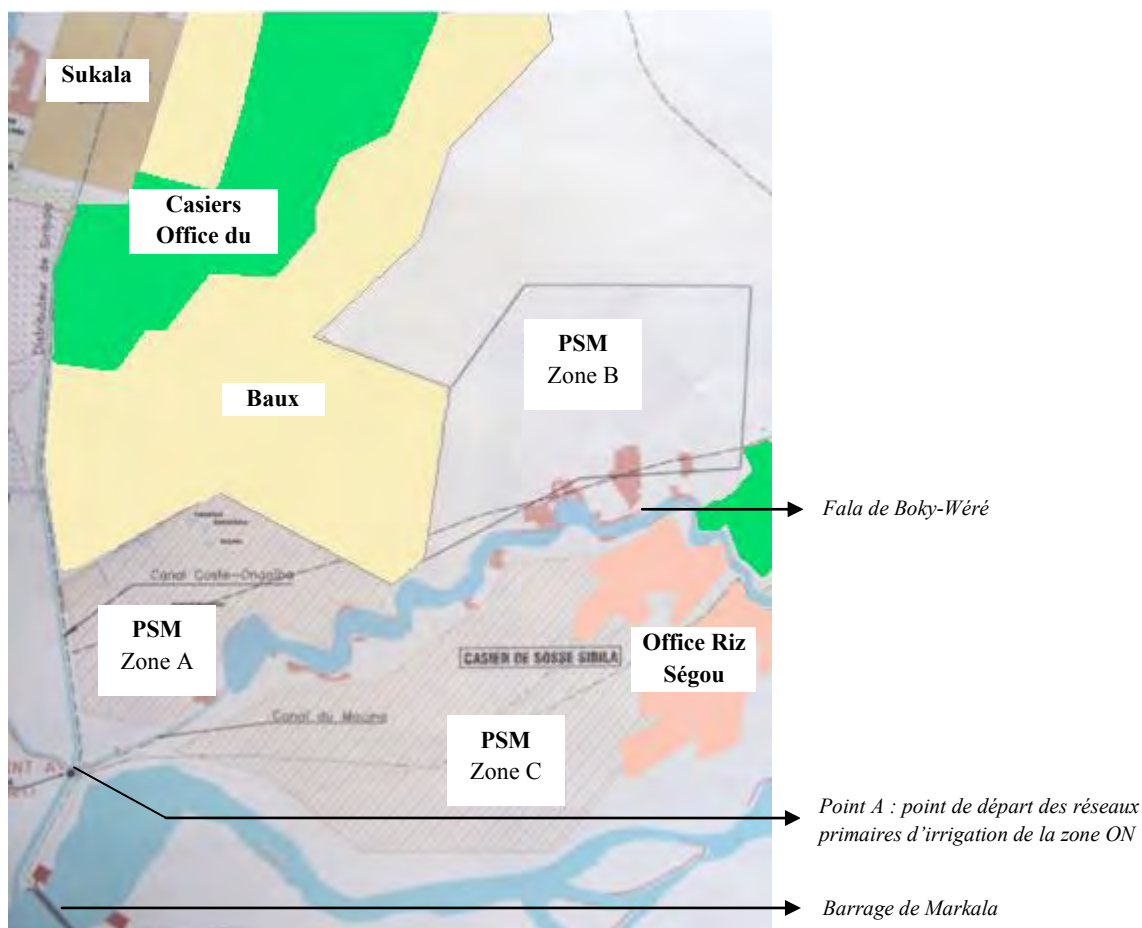 Sukala
Casiers
Office du
PSM
Zone B
Baux
Fala de Boky-Wéré
Canal Coste-Ongoïba
PSM
Zone A
Office Riz
Ségou
CASIER DE SOSSE SIBILA
Canal du Macina
PSM
Zone C
Point A : point de départ des réseaux
primaires d’irrigation de la zone ON
Barrage de Markala